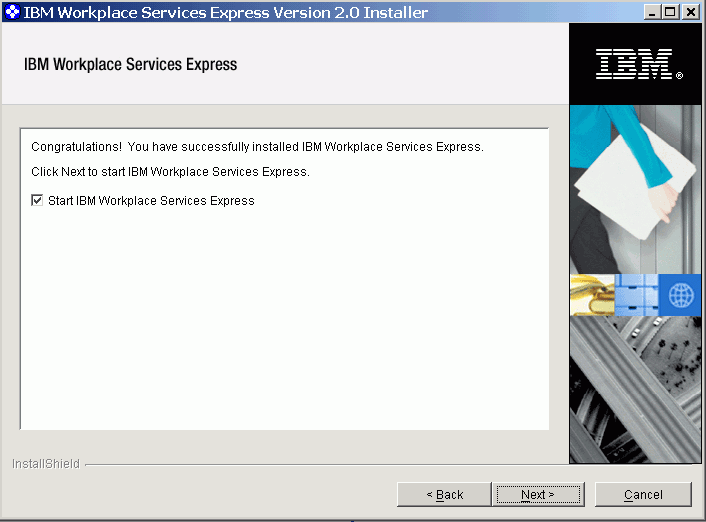 IBM Workplace Services Express Version 2.0 Installer
IBM Workplace Services Express
IBM®
Congratulations! You have successfully installed IBM Workplace Services Express.
Click Next to start IBM Workplace Services Express.
Start IBM Workplace Services Express
InstallShield
< Back
Next >
Cancel